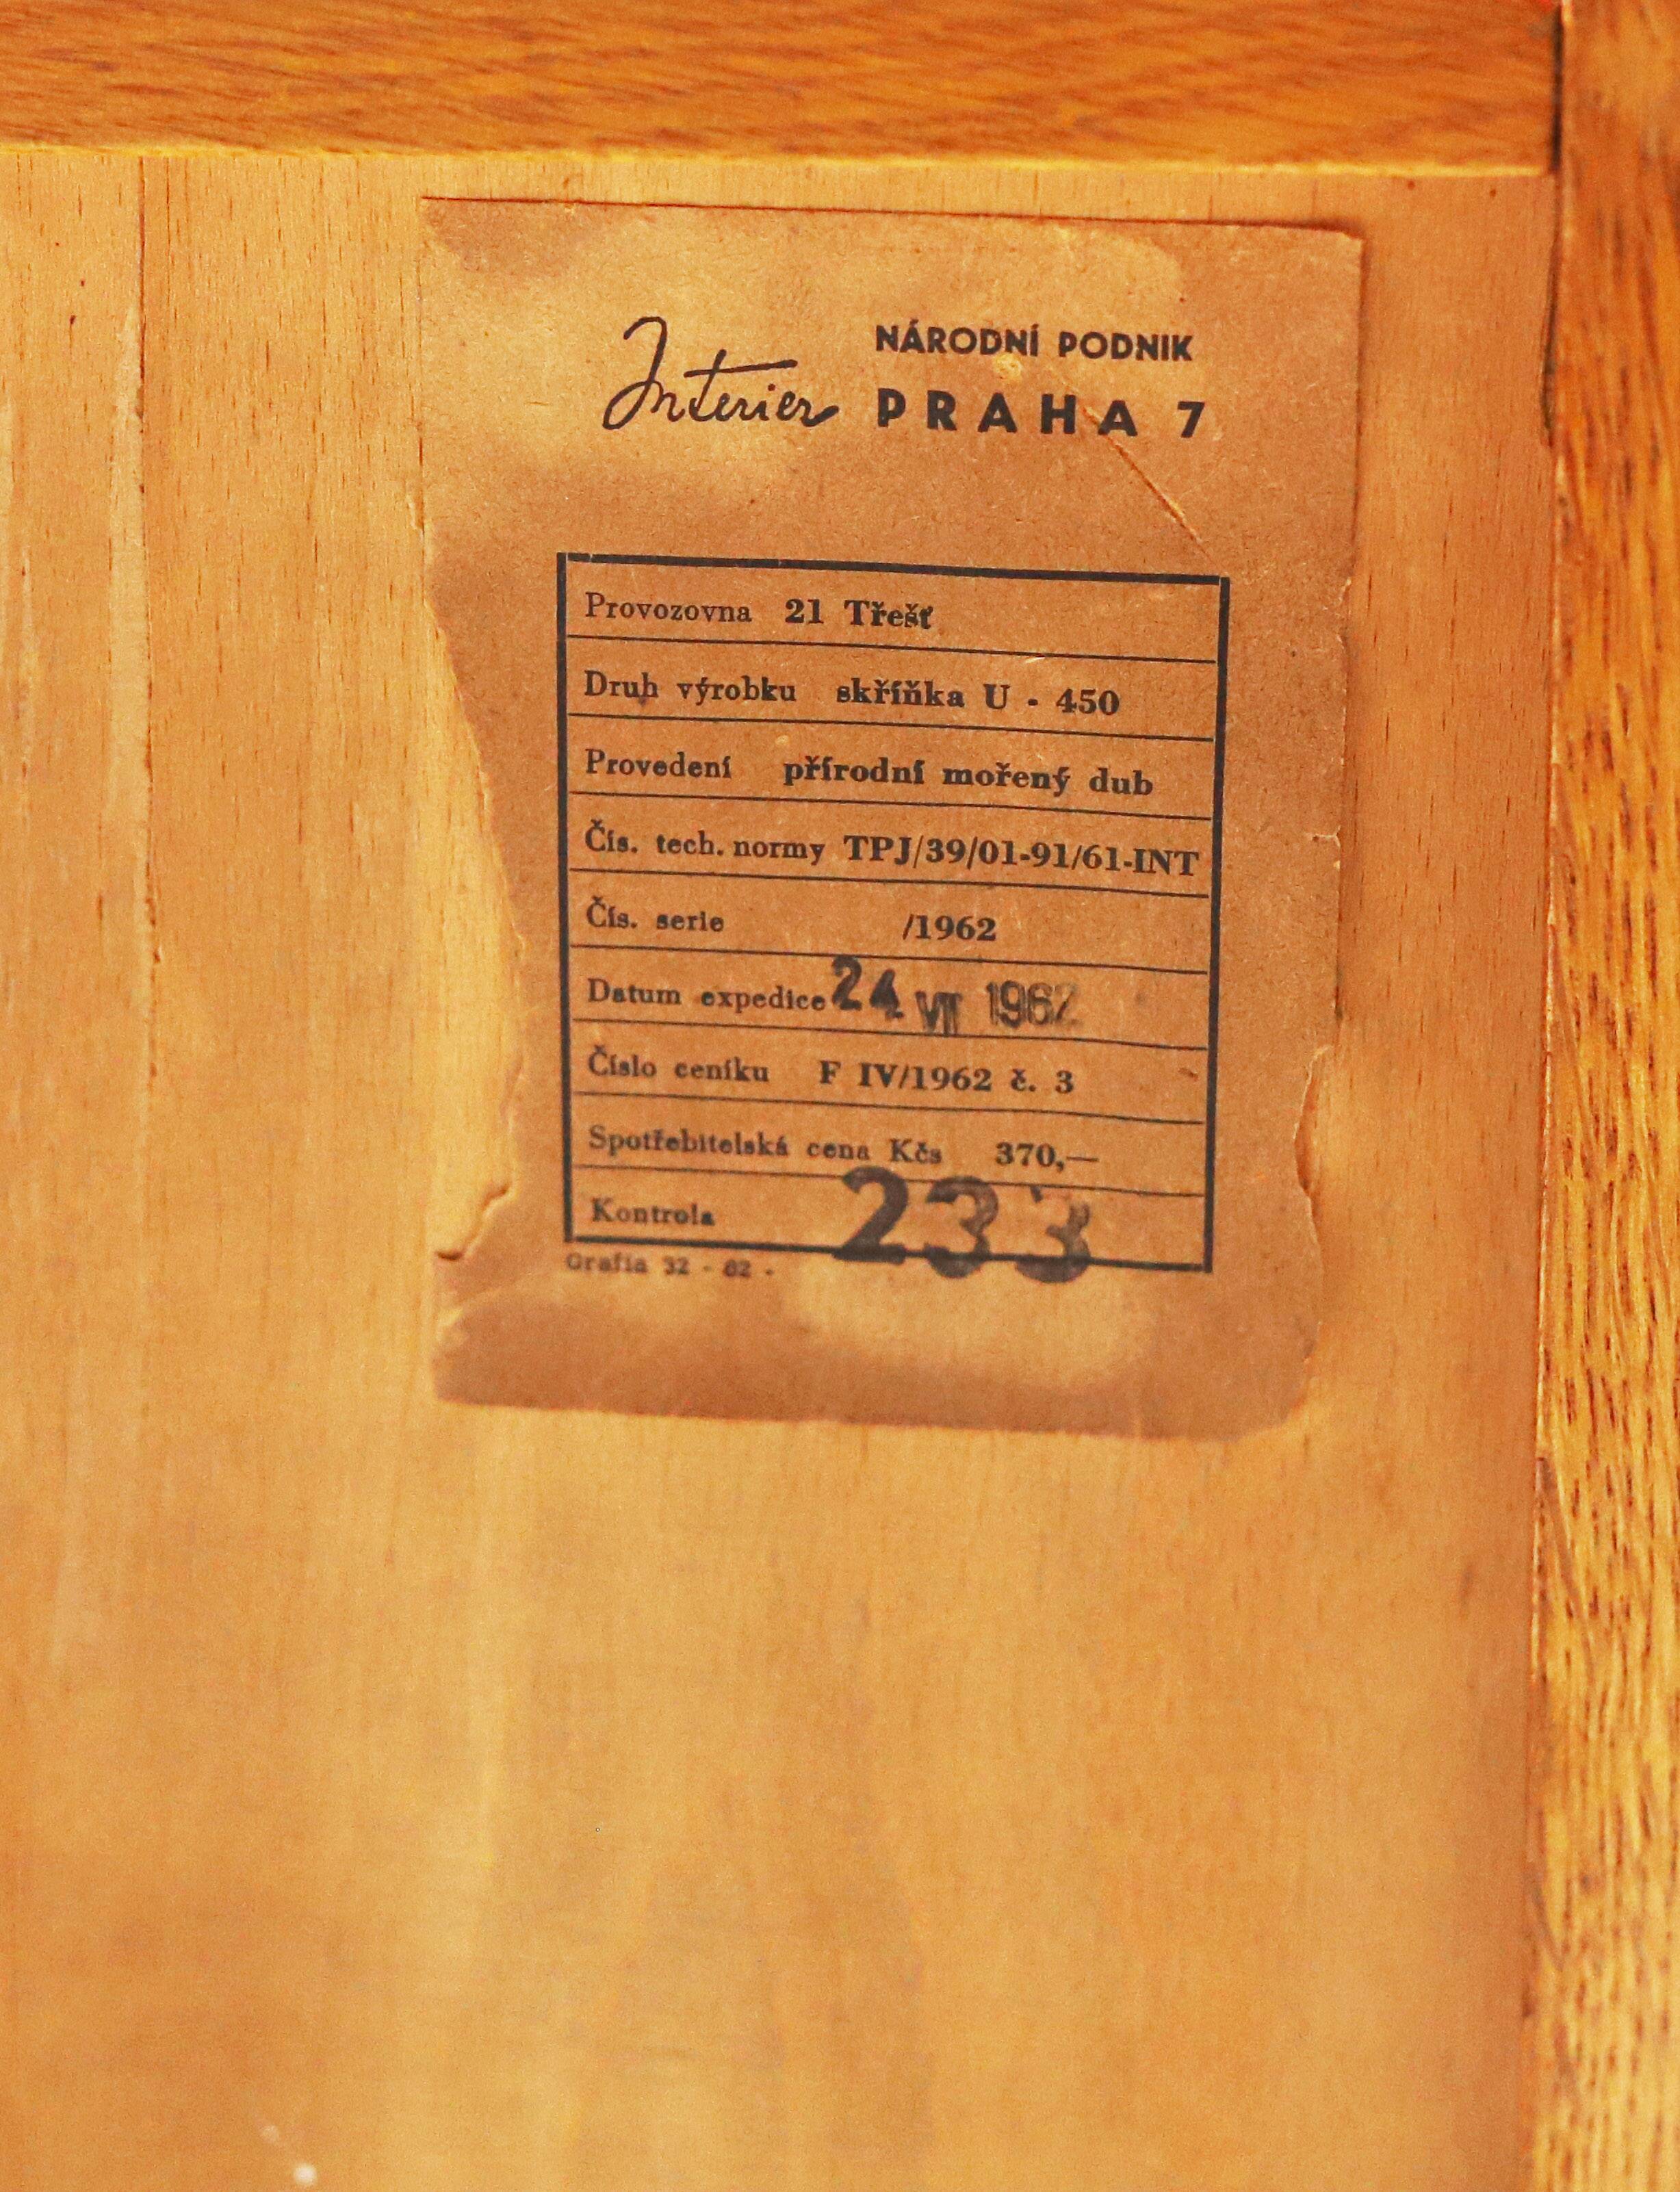 Interier NÁRODNÍ PODNIK
PRAHA 7
Provozovna 21 Třešť
Druh výrobku skříňka U - 450
Provedení přírodní mořený dub
Čís. tech. normy TPJ/39/01-91/61-INT
Čís. serie /1962
Datum expedice 24 VII 1962
Číslo ceníku F IV/1962 č. 3
Spotřebitelská cena Kčs 370,—
Kontrola 233
Grafia 32 - 62 -